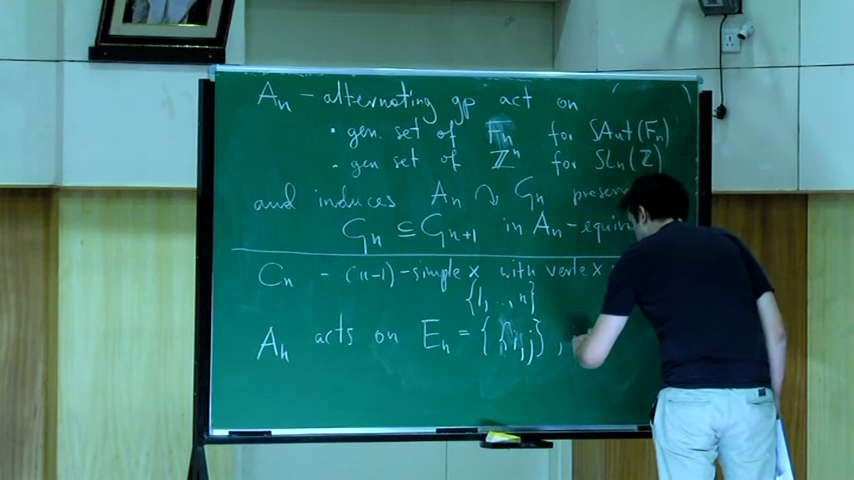 Aₙ - alternating gp act on
• gen. set of Fₙ for SAut(Fₙ)
- gen set of ℤⁿ for SLₙ(ℤ)
and induces Aₙ ↷ Gₙ
Gₙ ⊆ Gₙ₊₁ in Aₙ-
Cₙ - (n-1)-simplex with vertex
{1, .., n}
Aₙ acts on Eₙ = { {i,j} ,